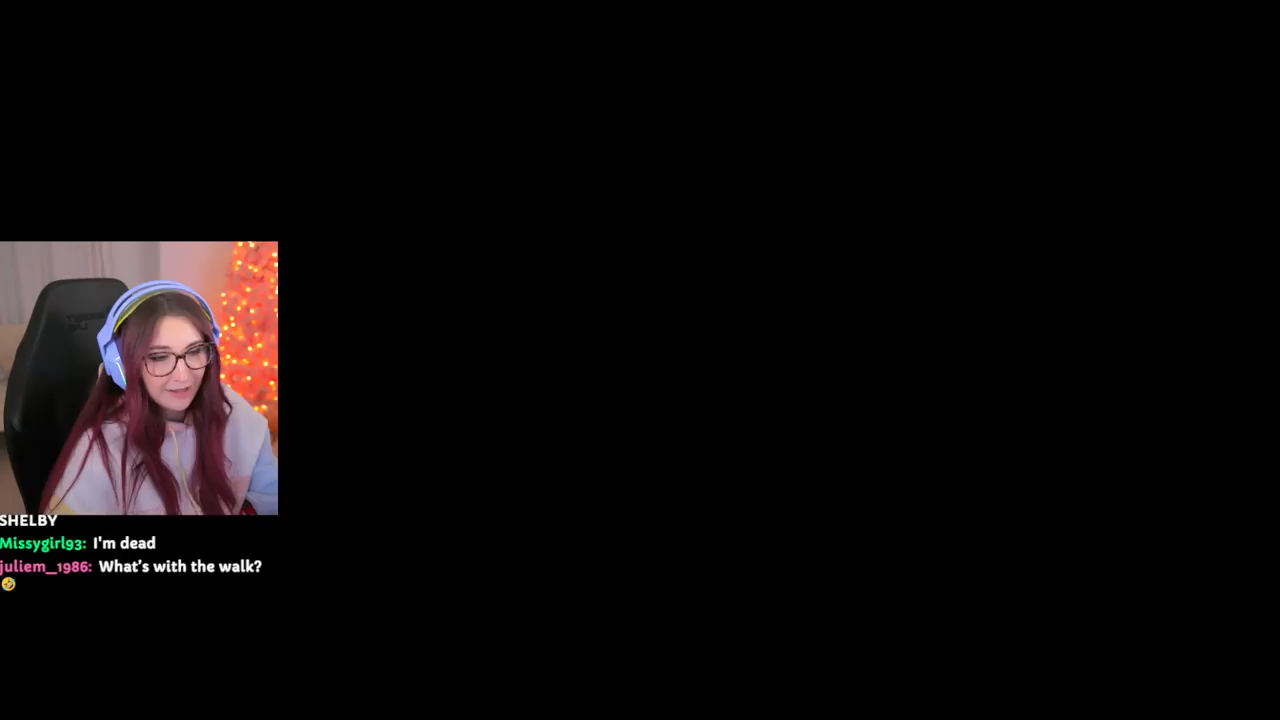 SHELBY
Missygirl93: I'm dead
juliem_1986: What's with the walk?
🤣